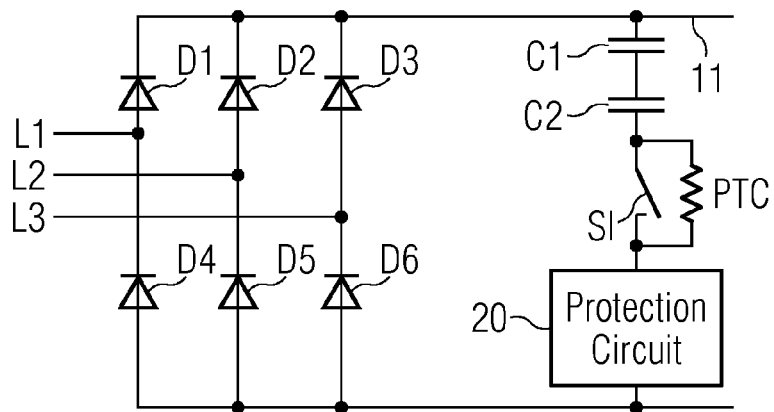 D1 D2 D3
C1
11
C2
L1
L2
L3
SI
PTC
D4 D5 D6
20
Protection
Circuit